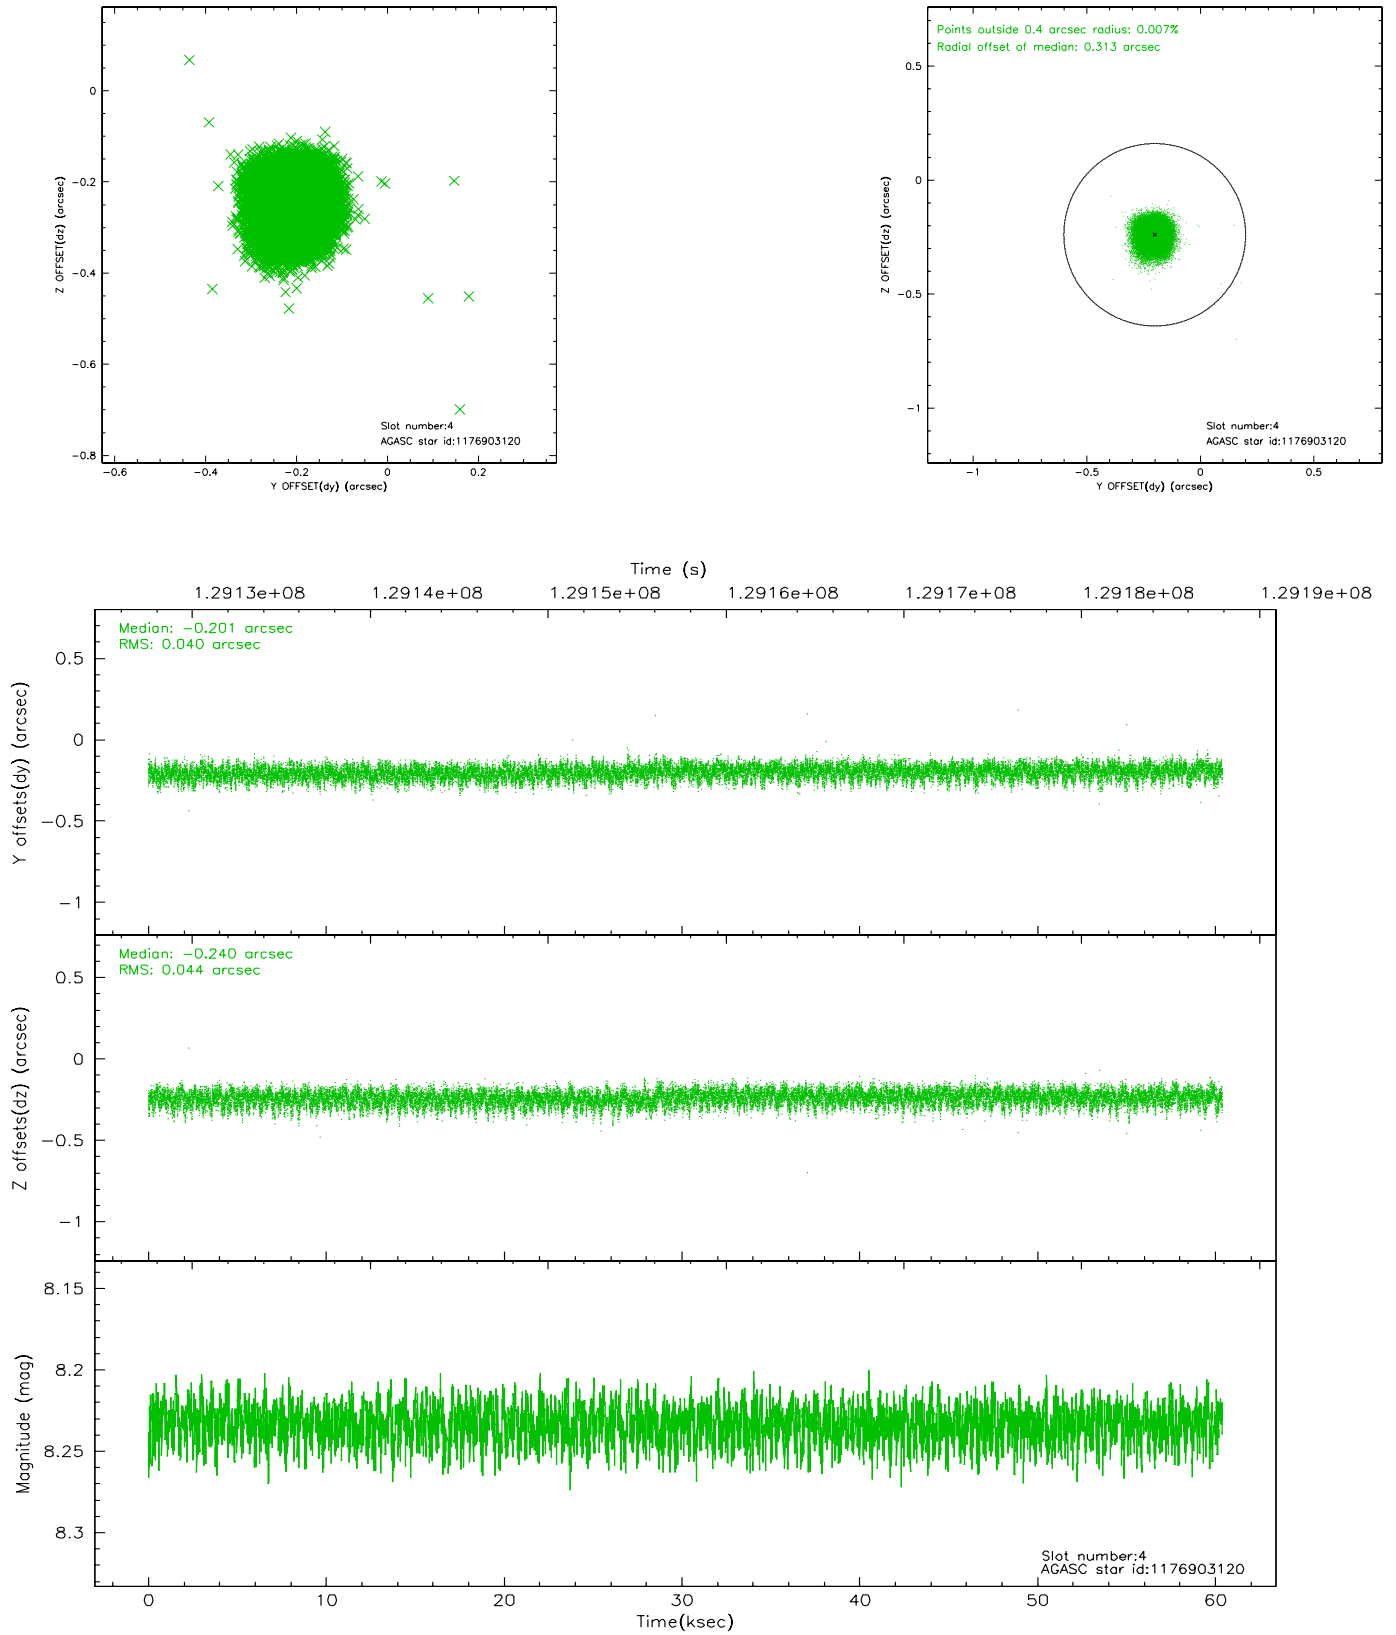 0
−0.2
−0.4
−0.6
−0.8
Z OFFSET(dz) (arcsec)
Slot number:4
AGASC star id:1176903120
−0.6
−0.4
−0.2
0
0.2
Y OFFSET(dy) (arcsec)
Points outside 0.4 arcsec radius: 0.007%
Radial offset of median: 0.313 arcsec
0.5
0
−0.5
−1
Z OFFSET(dz) (arcsec)
Slot number:4
AGASC star id:1176903120
−1
−0.5
0
0.5
Y OFFSET(dy) (arcsec)
Time (s)
1.2913e+08
1.2914e+08
1.2915e+08
1.2916e+08
1.2917e+08
1.2918e+08
1.2919e+08
Median: −0.201 arcsec
RMS: 0.040 arcsec
0.5
0
−0.5
−1
Y offsets(dy) (arcsec)
Median: −0.240 arcsec
RMS: 0.044 arcsec
0.5
0
−0.5
−1
Z offsets(dz) (arcsec)
8.15
8.2
8.25
8.3
Magnitude (mag)
Slot number:4
AGASC star id:1176903120
0
10
20
30
40
50
60
Time(ksec)